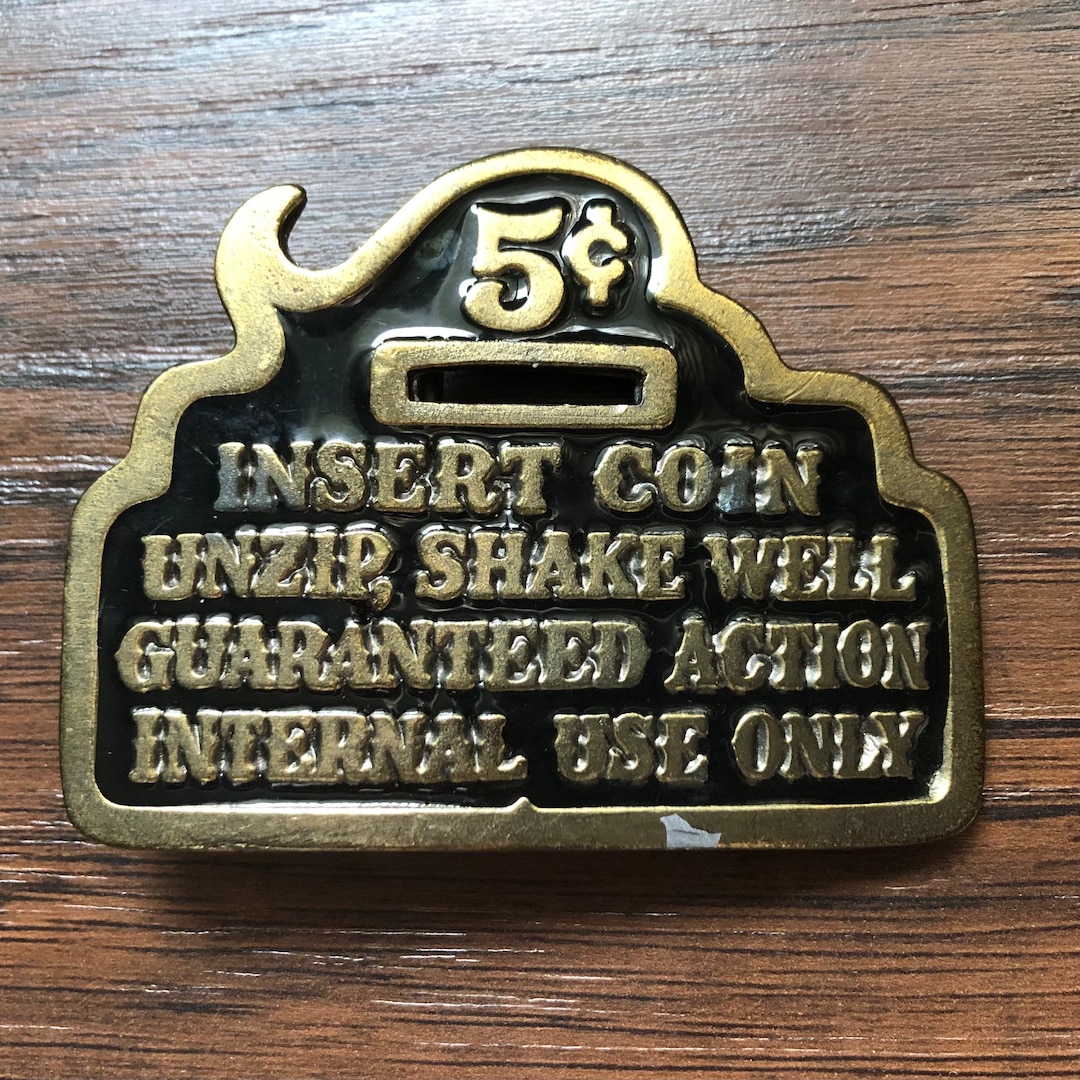 5¢
INSERT COIN
UNZIP, SHAKE WELL
GUARANTEED ACTION
INTERNAL USE ONLY